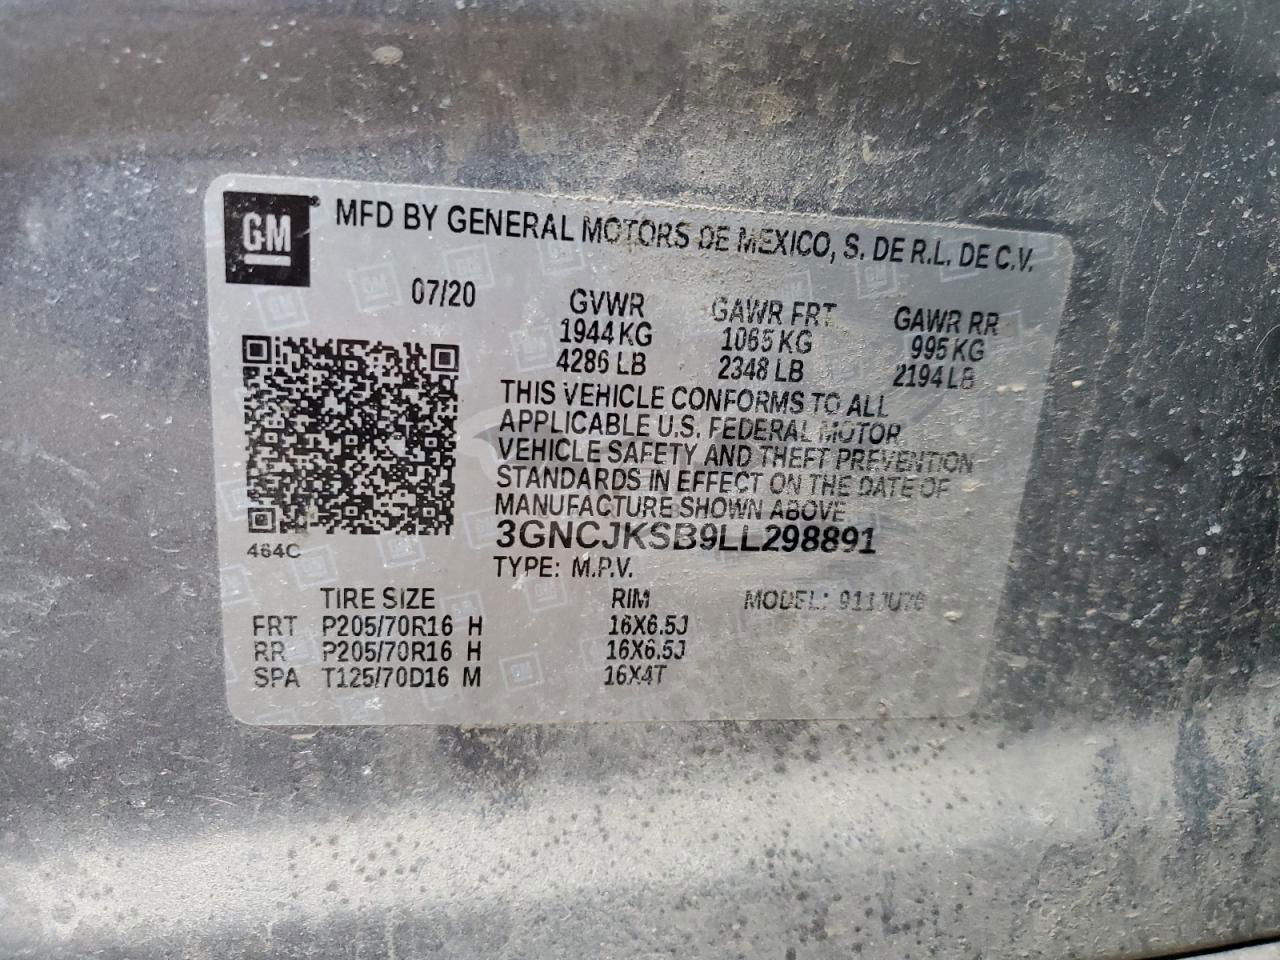 GM ® MFD BY GENERAL MOTORS DE MEXICO, S. DE R.L. DE C.V.
07/20
GVWR GAWR FRT GAWR RR
1944 KG 1065 KG 995 KG
4286 LB 2348 LB 2194 LB
THIS VEHICLE CONFORMS TO ALL
APPLICABLE U.S. FEDERAL MOTOR
VEHICLE SAFETY AND THEFT PREVENTION
STANDARDS IN EFFECT ON THE DATE OF
MANUFACTURE SHOWN ABOVE
3GNCJKSB9LL298891
464C
TYPE: M.P.V.
TIRE SIZE RIM MODEL:
FRT P205/70R16 H 16X6.5J
RR P205/70R16 H 16X6.5J
SPA T125/70D16 M 16X4T